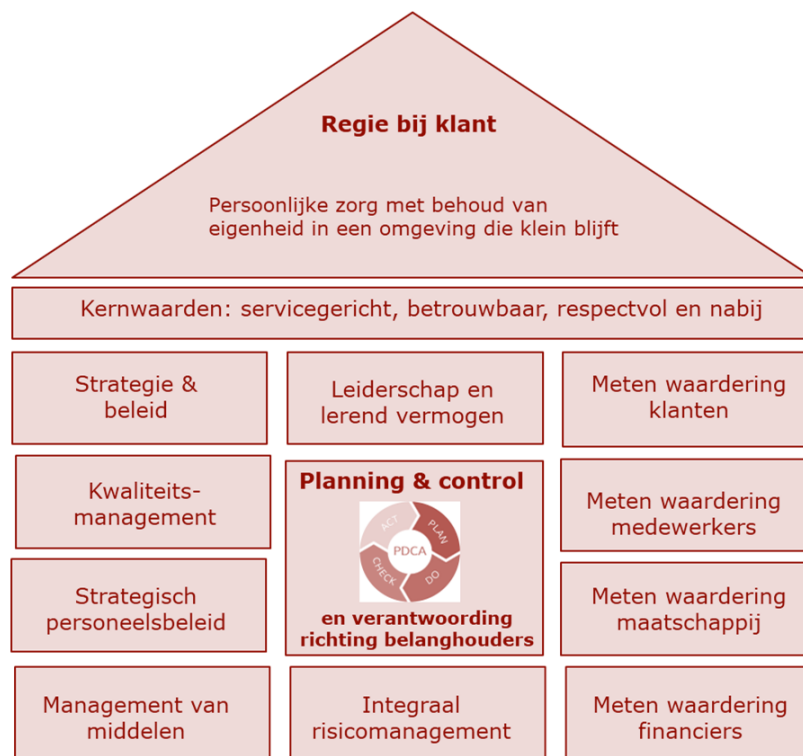 Regie bij klant
Persoonlijke zorg met behoud van
eigenheid in een omgeving die klein blijft
Kernwaarden: servicegericht, betrouwbaar, respectvol en nabij
Strategie &
beleid
Leiderschap en
lerend vermogen
Meten waardering
klanten
Kwaliteits-
management
Planning & control
ACT
PLAN
PDCA
CHECK
DO
en verantwoording
richting belanghouders
Meten waardering
medewerkers
Strategisch
personeelsbeleid
Meten waardering
maatschappij
Management van
middelen
Integraal
risicomanagement
Meten waardering
financiers